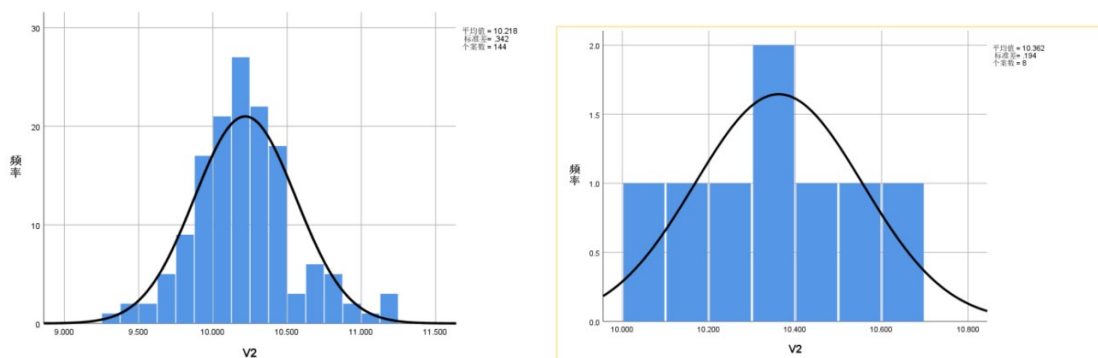 30
20
10
0
频率
9.000
9.500
10.000
10.500
11.000
11.500
V2
平均值 = 10.218
标准差= .342
个案数 = 144
2.0
1.5
1.0
0.5
0.0
频率
10.000
10.200
10.400
10.600
10.800
V2
平均值 = 10.362
标准差= .194
个案数 = 8